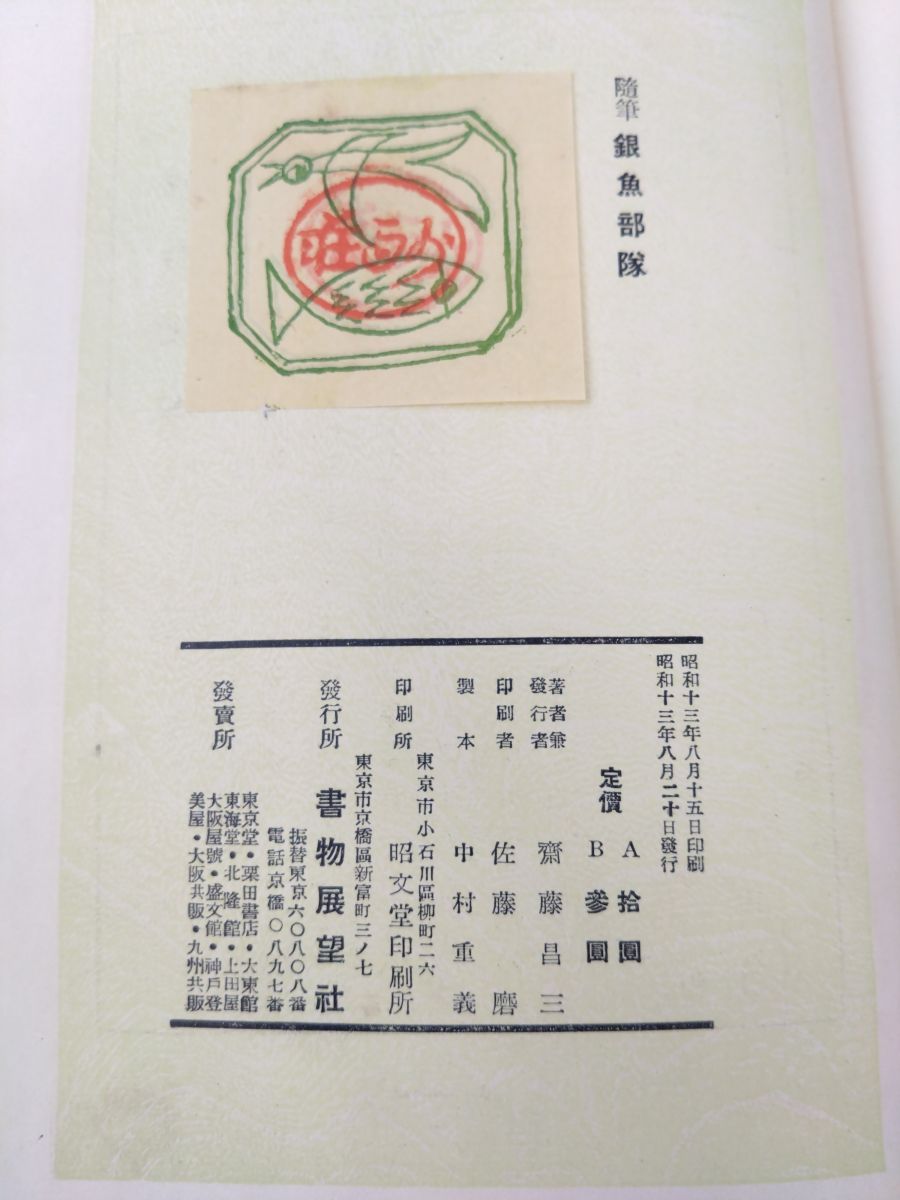 隨筆 銀魚部隊
昭和十三年八月十五日印刷
昭和十三年八月二十日發行
定價 A 拾圓
B 參圓
著者兼發行者 齋藤昌三
印刷者 佐藤磨
製本 中村重義
東京市小石川區柳町二六
印刷所 昭文堂印刷所
東京市京橋區新富町三ノ七
發行所 書物展望社
振替東京六〇八〇八番
電話京橋〇八九七番
發賣所
東京堂・栗田書店・大東館
東海堂・北隆館・上田屋
大阪屋號・盛文館・神戶登
美屋・大阪共販・九州共販